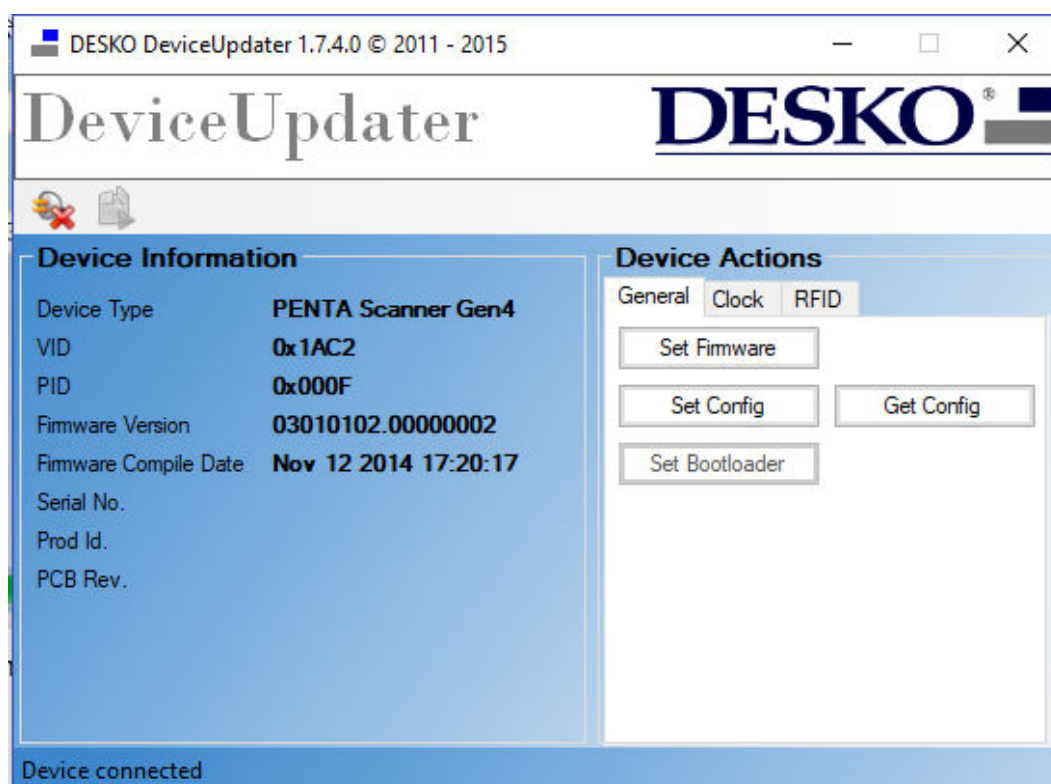 DESKO DeviceUpdater 1.7.4.0 © 2011 - 2015
DeviceUpdater
DESKO®
Device Information
Device Type PENTA Scanner Gen4
VID 0x1AC2
PID 0x000F
Firmware Version 03010102.00000002
Firmware Compile Date Nov 12 2014 17:20:17
Serial No.
Prod Id.
PCB Rev.
Device Actions
General Clock RFID
Set Firmware
Set Config Get Config
Set Bootloader
Device connected